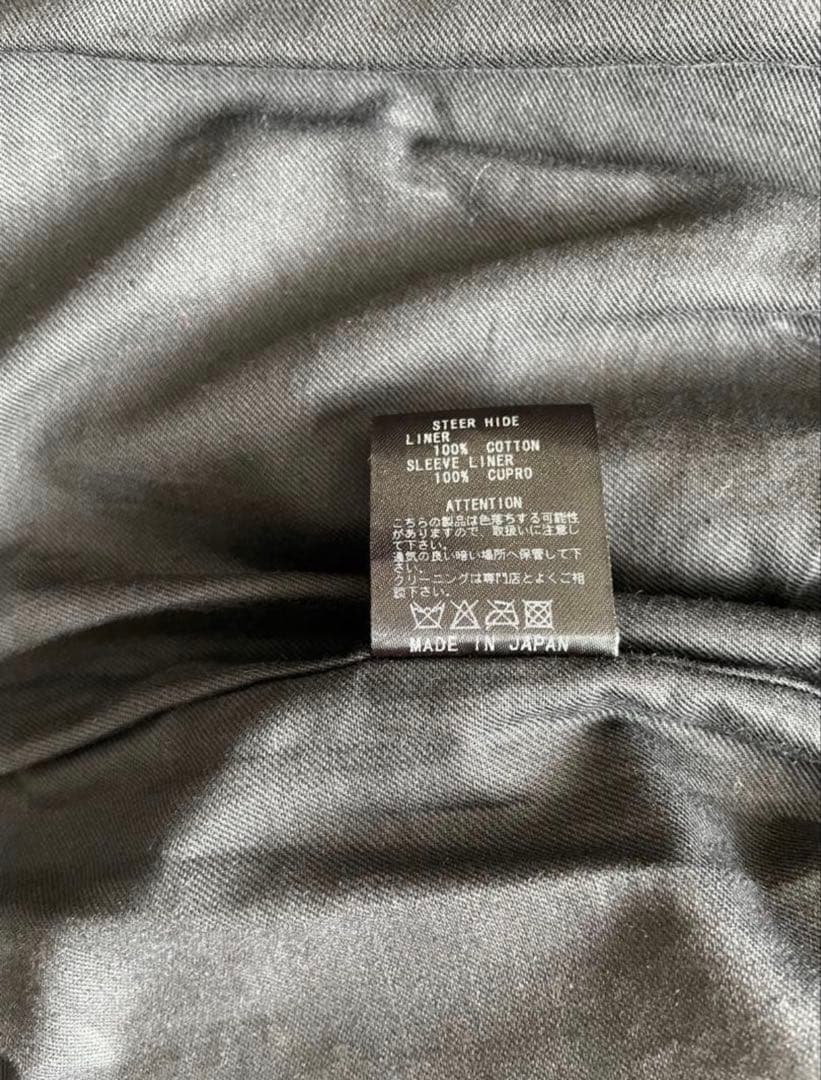 STEER HIDE
LINER
100% COTTON
SLEEVE LINER
100% CUPRO
ATTENTION
こちらの製品は色落ちする可能性
がありますので、取扱いに注意し
て下さい。
通気の良い暗い場所へ保管して下
さい。
クリーニングは専門店とよくご相
談下さい。
MADE IN JAPAN